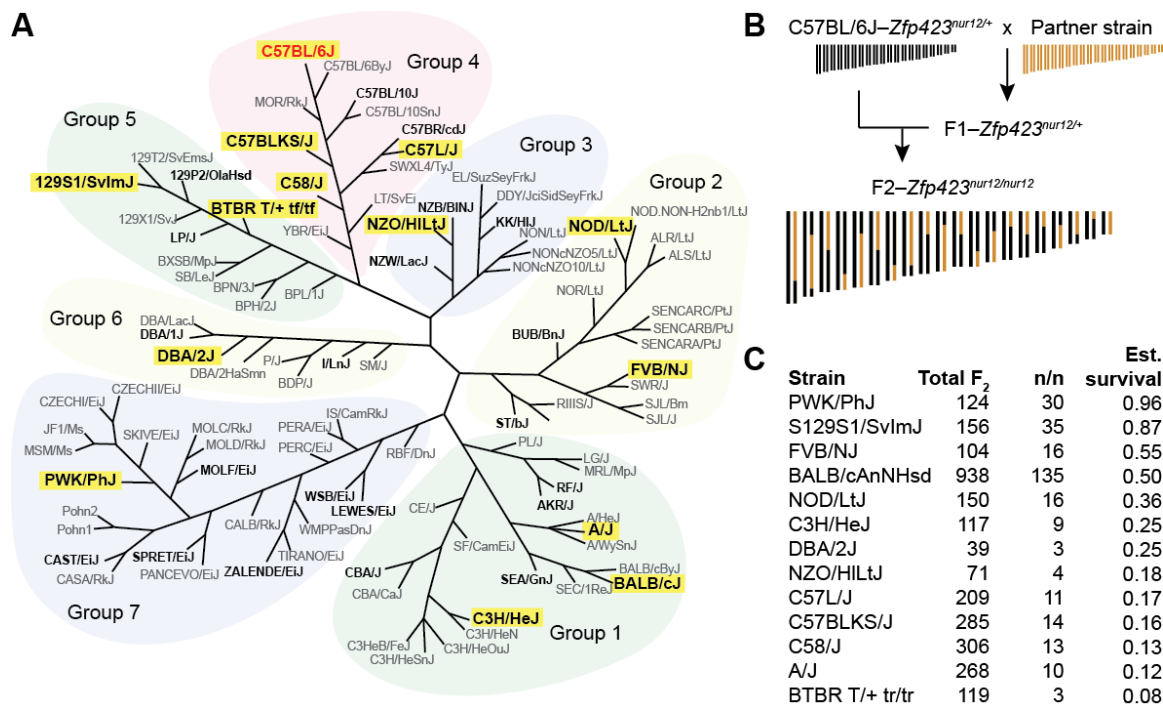 A
C57BL/6J
C57BL/6ByJ
Group 4
MOR/RkJ
C57BL/10J
C57BL/10SnJ
C57BR/cdJ
C57BLKS/J
C57L/J
SWXL4/TyJ
C58/J
LT/SvEi
YBR/EiJ
Group 5
129T2/SvEmsJ
129P2/OlaHsd
129S1/SvImJ
BTBR T/+ tf/tf
129X1/SvJ
LP/J
BXSB/MpJ
SB/LeJ
BPN/3J
BPH/2J
BPL/1J
Group 3
EL/SuzSeyFrkJ
DDY/JciSidSeyFrkJ
NZB/BINJ
NZO/HILtJ
KK/HIJ
NON/LtJ
NZW/LacJ
NONcNZO5/LtJ
NONcNZO10/LtJ
Group 2
NOD.NON-H2nb1/LtJ
NOD/LtJ
ALR/LtJ
ALS/LtJ
NOR/LtJ
SENCARC/PtJ
SENCARB/PtJ
SENCARA/PtJ
BUB/BnJ
FVB/NJ
SWR/J
SJL/Bm
SJL/J
RIIIS/J
ST/bJ
Group 6
DBA/LacJ
DBA/1J
DBA/2J
DBA/2HaSmn
P/J
BDP/J
I/LnJ
SM/J
CZECHII/EiJ
CZECHI/EiJ
JF1/Ms
MSM/Ms
SKIVE/EiJ
MOLC/RkJ
MOLD/RkJ
MOLF/EiJ
PWK/PhJ
Pohn2
Pohn1
CAST/EiJ
CASA/RkJ
SPRET/EiJ
PANCEVO/EiJ
CALB/RkJ
ZALENDE/EiJ
TIRANO/EiJ
WMPPasDnJ
WSB/EiJ
LEWES/EiJ
PERC/EiJ
PERA/EiJ
IS/CamRkJ
RBF/DnJ
Group 7
PL/J
LG/J
MRL/MpJ
RF/J
AKR/J
CE/J
A/HeJ
A/J
A/WySnJ
SF/CamEiJ
BALB/cByJ
BALB/cJ
SEA/GnJ
SEC/1ReJ
CBA/J
CBA/CaJ
C3H/HeJ
C3H/HeN
C3H/HeOuJ
C3HeB/FeJ
C3H/HeSnJ
Group 1
B
C57BL/6J–Zfp423nur12/+ x Partner strain
F1–Zfp423nur12/+
F2–Zfp423nur12/nur12
C
Strain Total F2 n/n Est. survival
PWK/PhJ 124 30 0.96
S129S1/SvImJ 156 35 0.87
FVB/NJ 104 16 0.55
BALB/cAnNHsd 938 135 0.50
NOD/LtJ 150 16 0.36
C3H/HeJ 117 9 0.25
DBA/2J 39 3 0.25
NZO/HILtJ 71 4 0.18
C57L/J 209 11 0.17
C57BLKS/J 285 14 0.16
C58/J 306 13 0.13
A/J 268 10 0.12
BTBR T/+ tr/tr 119 3 0.08